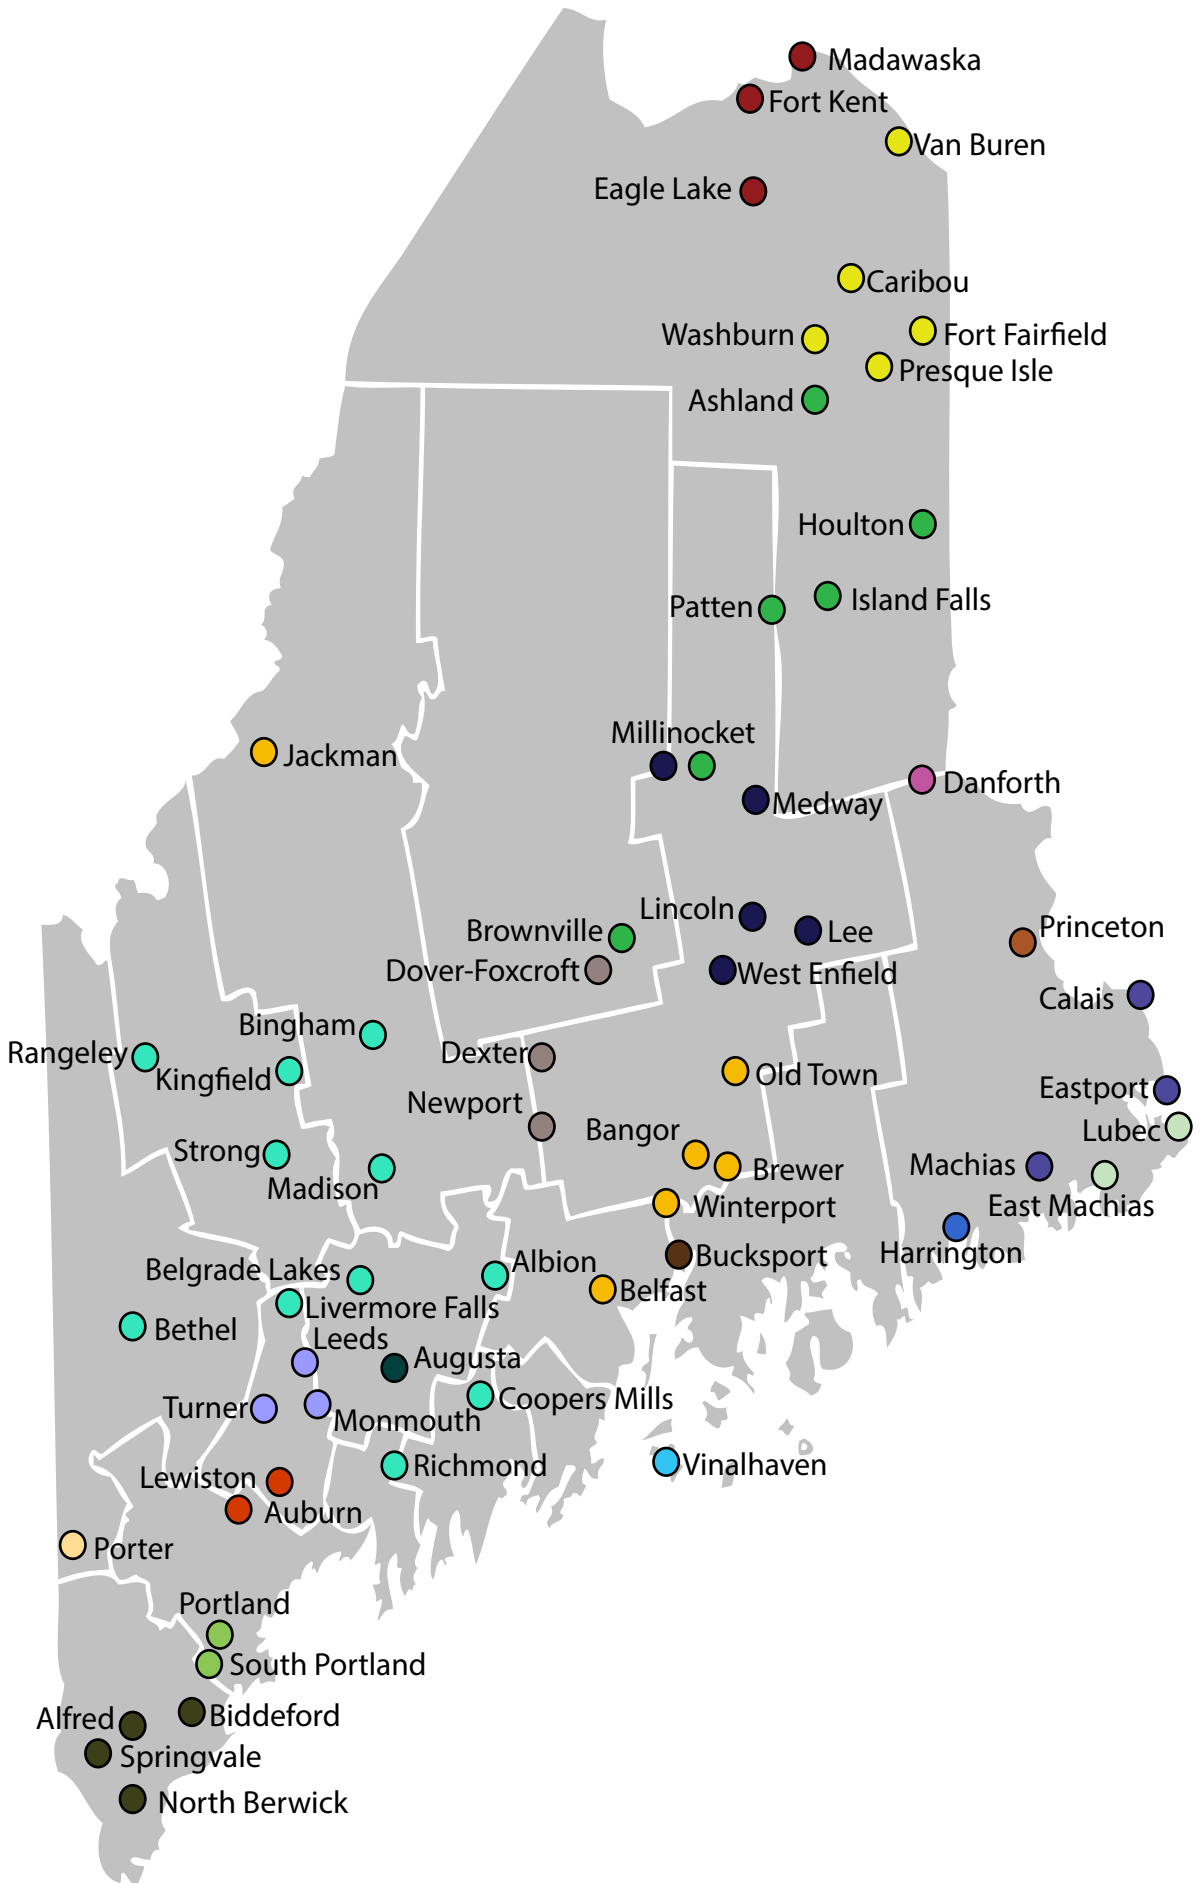 Madawaska
Fort Kent
Van Buren
Eagle Lake
Caribou
Washburn
Fort Fairfield
Presque Isle
Ashland
Houlton
Island Falls
Patten
Millinocket
Jackman
Danforth
Medway
Lincoln
Princeton
Brownville
Lee
Dover-Foxcroft
West Enfield
Calais
Bingham
Rangeley
Dexter
Kingfield
Old Town
Eastport
Newport
Bangor
Lubec
Strong
Machias
Brewer
Madison
East Machias
Winterport
Harrington
Bucksport
Albion
Belgrade Lakes
Belfast
Livermore Falls
Bethel
Leeds
Augusta
Coopers Mills
Turner
Monmouth
Richmond
Vinalhaven
Lewiston
Auburn
Porter
Portland
South Portland
Alfred
Biddeford
Springvale
North Berwick